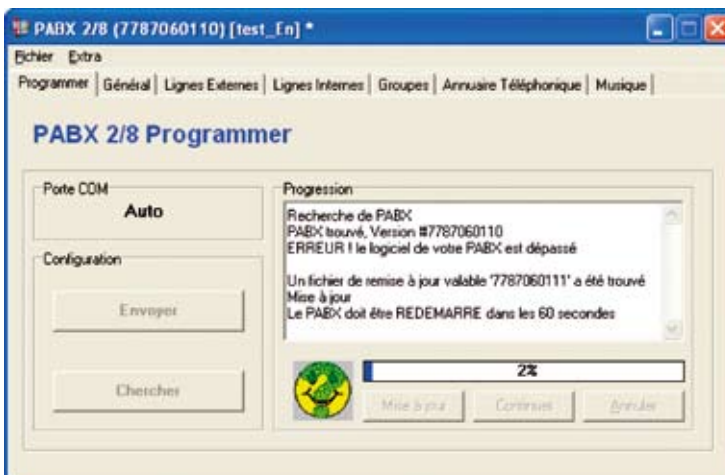 PABX 2/8 (7787060110) [test_En] *
Fichier Extra
Programmer Général Lignes Externes Lignes Internes Groupes Annuaire Téléphonique Musique
PABX 2/8 Programmer
Porte COM
Auto
Configuration
Envoyer
Chercher
Progression
Recherche de PABX
PABX trouvé, Version #7787060110
ERREUR ! le logiciel de votre PABX est dépassé
Un fichier de remise à jour valable '7787060111' a été trouvé
Mise à jour
Le PABX doit être REDEMARRE dans les 60 secondes
2%
Mise à jour Continuer Annuler